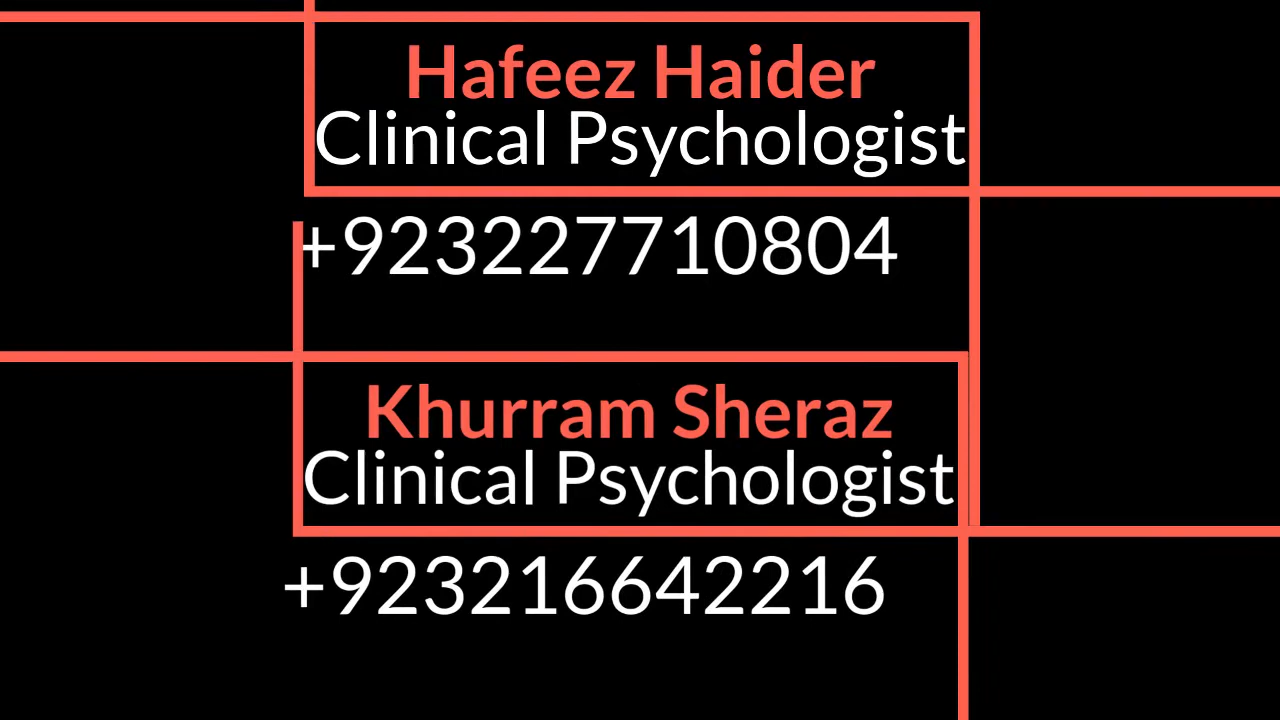 Hafeez Haider
Clinical Psychologist
+923227710804
Khurram Sheraz
Clinical Psychologist
+923216642216